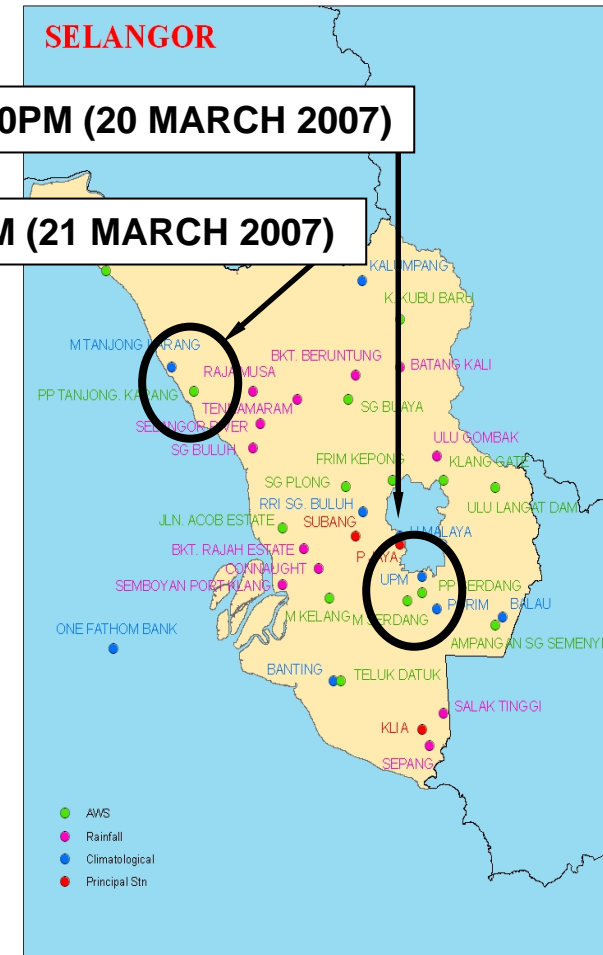 SELANGOR
0PM (20 MARCH 2007)
M (21 MARCH 2007)
KALUMPANG
K. KUBU BARU
M TANJONG KARANG
BKT. BERUNTUNG
RAJA MUSA
BATANG KALI
PP TANJONG. KARANG
TENNAMARAM
SG BUAYA
SELANGOR RIVER
ULU GOMBAK
SG BULUH
FRIM KEPONG
KLANG GATE
SG PLONG
ULU LANGAT DAM
RRI SG. BULUH
JLN. ACOB ESTATE
SUBANG
U MALAYA
BKT. RAJAH ESTATE
P JAYA
CONNAUGHT
UPM
PP SERDANG
SEMBOYAN PORT KLANG
M KELANG
M SERDANG
BALAU
ONE FATHOM BANK
AMPANGAN SG SEMENYI
BANTING
TELUK DATUK
SALAK TINGGI
KLIA
SEPANG
AWS
Rainfall
Climatological
Principal Stn